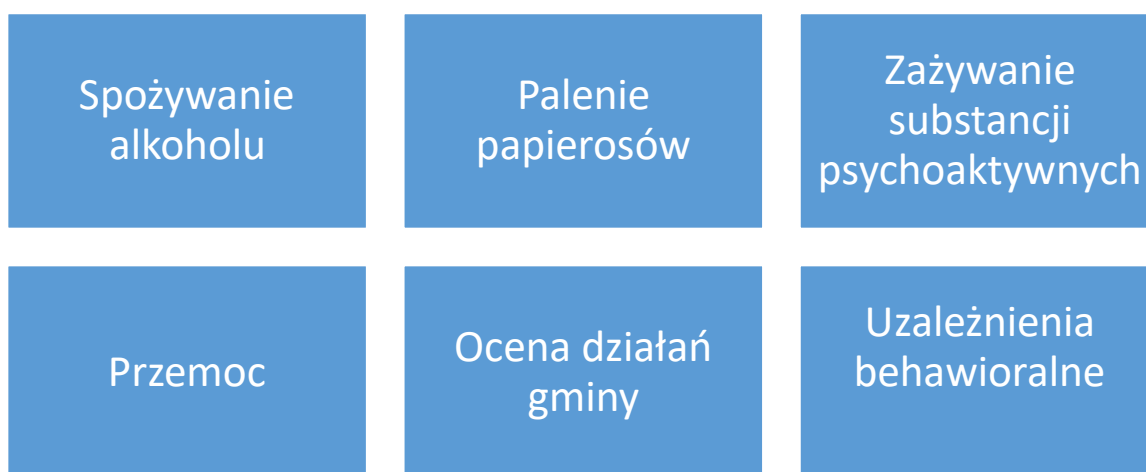 Spożywanie
alkoholu
Palenie
papierosów
Zażywanie
substancji
psychoaktywnych
Przemoc
Ocena działań
gminy
Uzależnienia
behawioralne